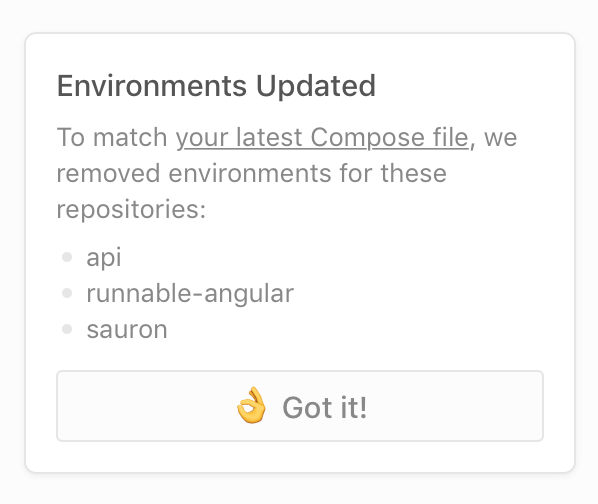 Environments Updated
To match your latest Compose file, we
removed environments for these
repositories:
api
runnable-angular
sauron
👌 Got it!